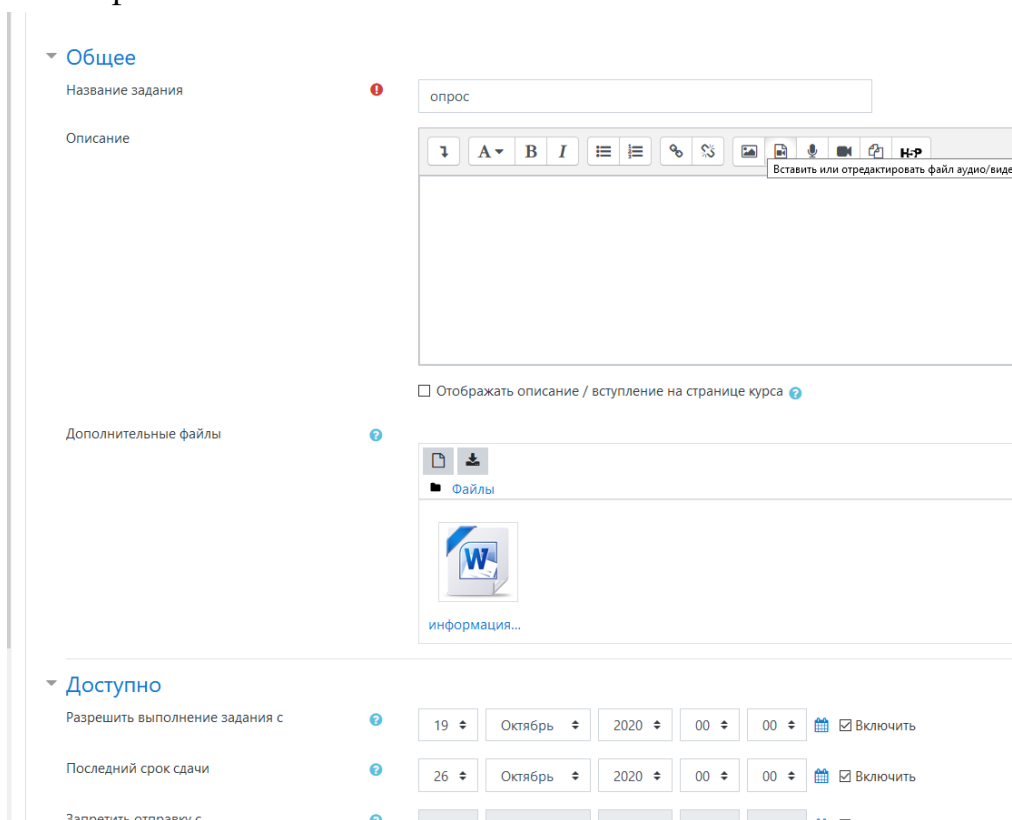 Общее
Название задания
опрос
Описание
A B I H-P
Вставить или отредактировать файл аудио/виде
Отображать описание / вступление на странице курса
Дополнительные файлы
Файлы
W
информация...
Доступно
Разрешить выполнение задания с
19 Октябрь 2020 00 00 Включить
Последний срок сдачи
26 Октябрь 2020 00 00 Включить
Запретить отправку с